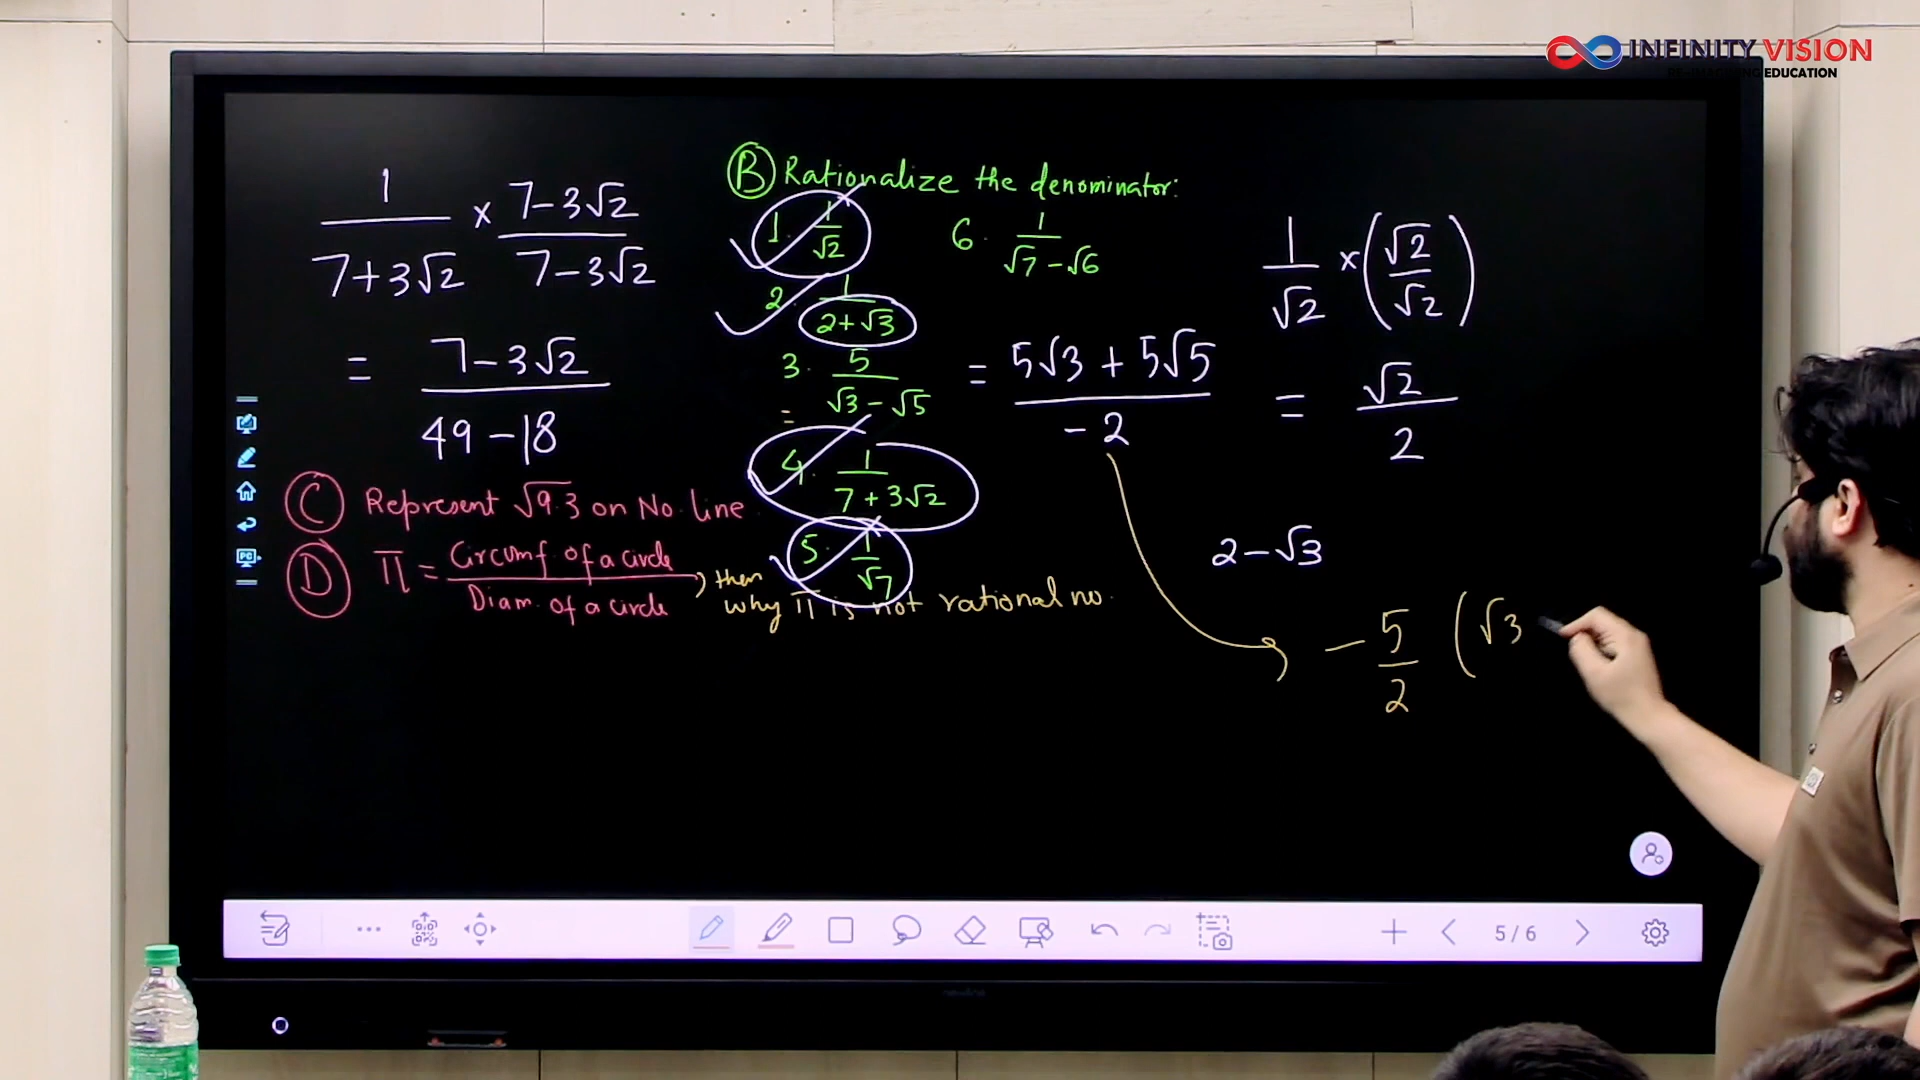 INFINITY VISION
EDUCATION
B Rationalize the denominator:
1. 1/√2
2. 1/(2+√3)
3. 5/(√3 – √5)
4. 1/(7 + 3√2)
5. 1/√7
6. 1/(√7 – √6)
1/(7+3√2) × (7–3√2)/(7–3√2)
= (7–3√2)/(49–18)
= (5√3 + 5√5)/–2
1/√2 × (√2/√2)
= √2/2
2–√3
– 5/2 (√3
C Represent √9.3 on No. line
D π = Circumf. of a circle/Diam. of a circle, then
why π is not rational no.
PC
5 / 6